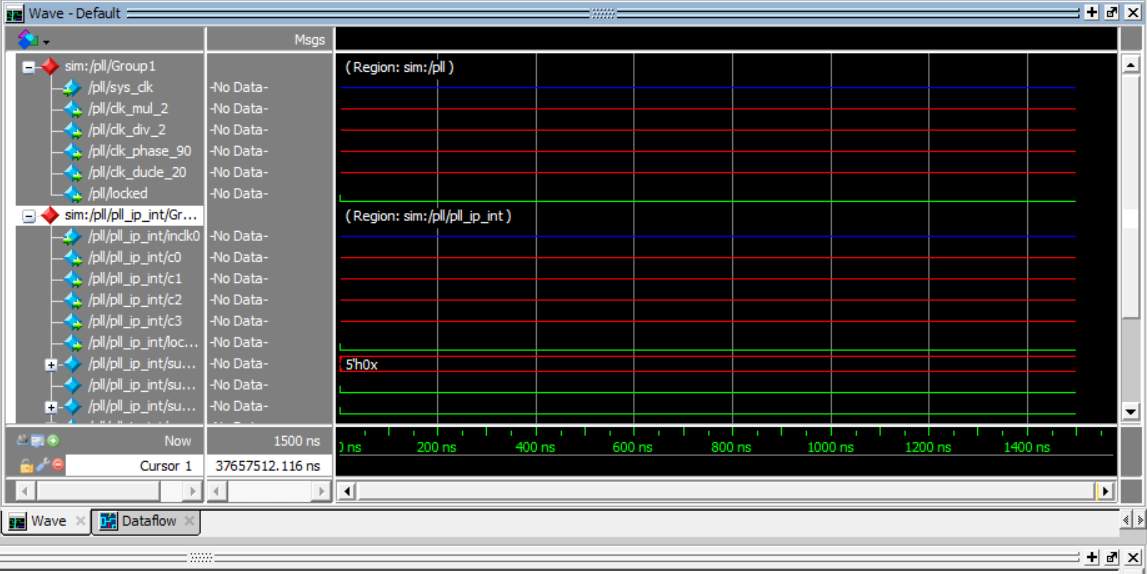 Wave - Default
Msgs
sim:/pll/Group1
(Region: sim:/pll)
/pll/sys_clk -No Data-
/pll/clk_mul_2 -No Data-
/pll/clk_div_2 -No Data-
/pll/clk_phase_90 -No Data-
/pll/clk_ducle_20 -No Data-
/pll/locked -No Data-
sim:/pll/pll_ip_int/Gr...
(Region: sim:/pll/pll_ip_int)
/pll/pll_ip_int/inclk0 -No Data-
/pll/pll_ip_int/c0 -No Data-
/pll/pll_ip_int/c1 -No Data-
/pll/pll_ip_int/c2 -No Data-
/pll/pll_ip_int/c3 -No Data-
/pll/pll_ip_int/loc... -No Data-
/pll/pll_ip_int/su... -No Data- 5'h0x
/pll/pll_ip_int/su... -No Data-
/pll/pll_ip_int/su... -No Data-
Now 1500 ns
ns 200 ns 400 ns 600 ns 800 ns 1000 ns 1200 ns 1400 ns
Cursor 1 37657512.116 ns
Wave Dataflow